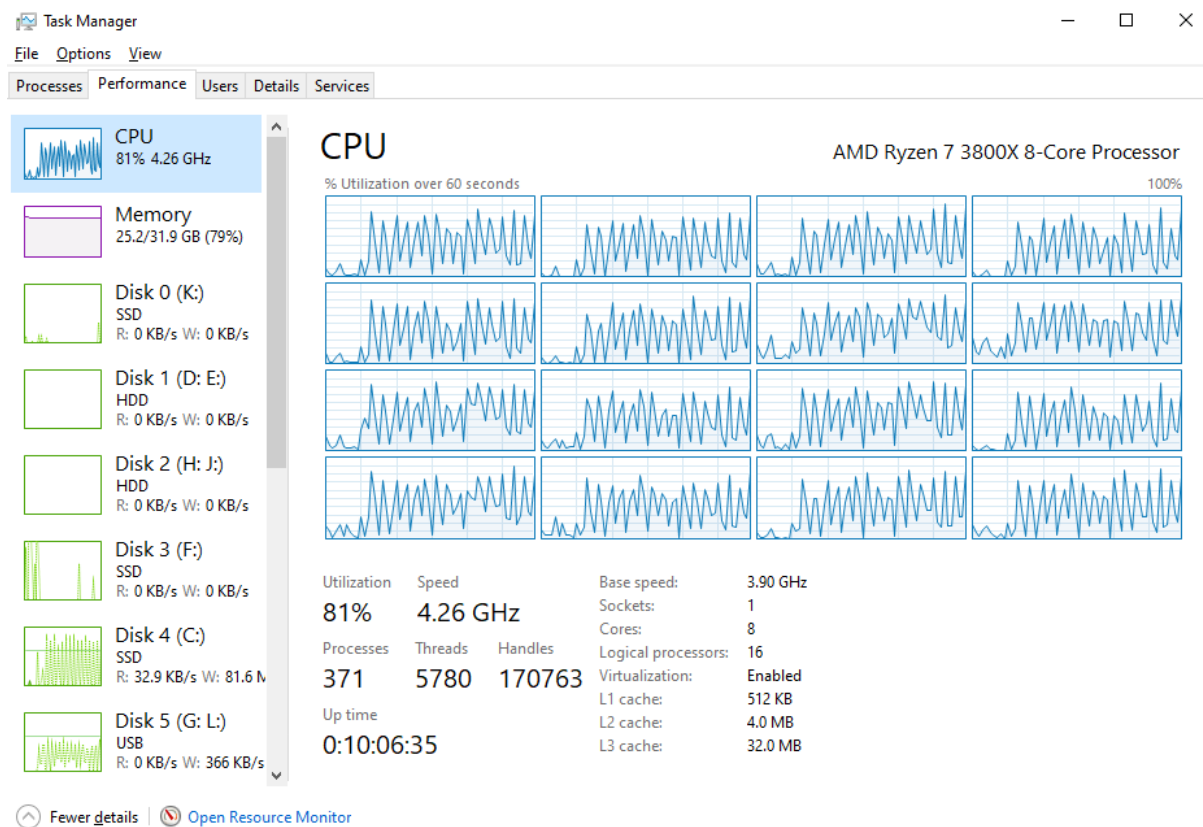 Task Manager
File Options View
Processes Performance Users Details Services
CPU
81% 4.26 GHz
Memory
25.2/31.9 GB (79%)
Disk 0 (K:)
SSD
R: 0 KB/s W: 0 KB/s
Disk 1 (D: E:)
HDD
R: 0 KB/s W: 0 KB/s
Disk 2 (H: J:)
HDD
R: 0 KB/s W: 0 KB/s
Disk 3 (F:)
SSD
R: 0 KB/s W: 0 KB/s
Disk 4 (C:)
SSD
R: 32.9 KB/s W: 81.6 M
Disk 5 (G: L:)
USB
R: 0 KB/s W: 366 KB/s
CPU AMD Ryzen 7 3800X 8-Core Processor
% Utilization over 60 seconds 100%
Utilization Speed
81% 4.26 GHz
Processes Threads Handles
371 5780 170763
Up time
0:10:06:35
Base speed: 3.90 GHz
Sockets: 1
Cores: 8
Logical processors: 16
Virtualization: Enabled
L1 cache: 512 KB
L2 cache: 4.0 MB
L3 cache: 32.0 MB
Fewer details Open Resource Monitor